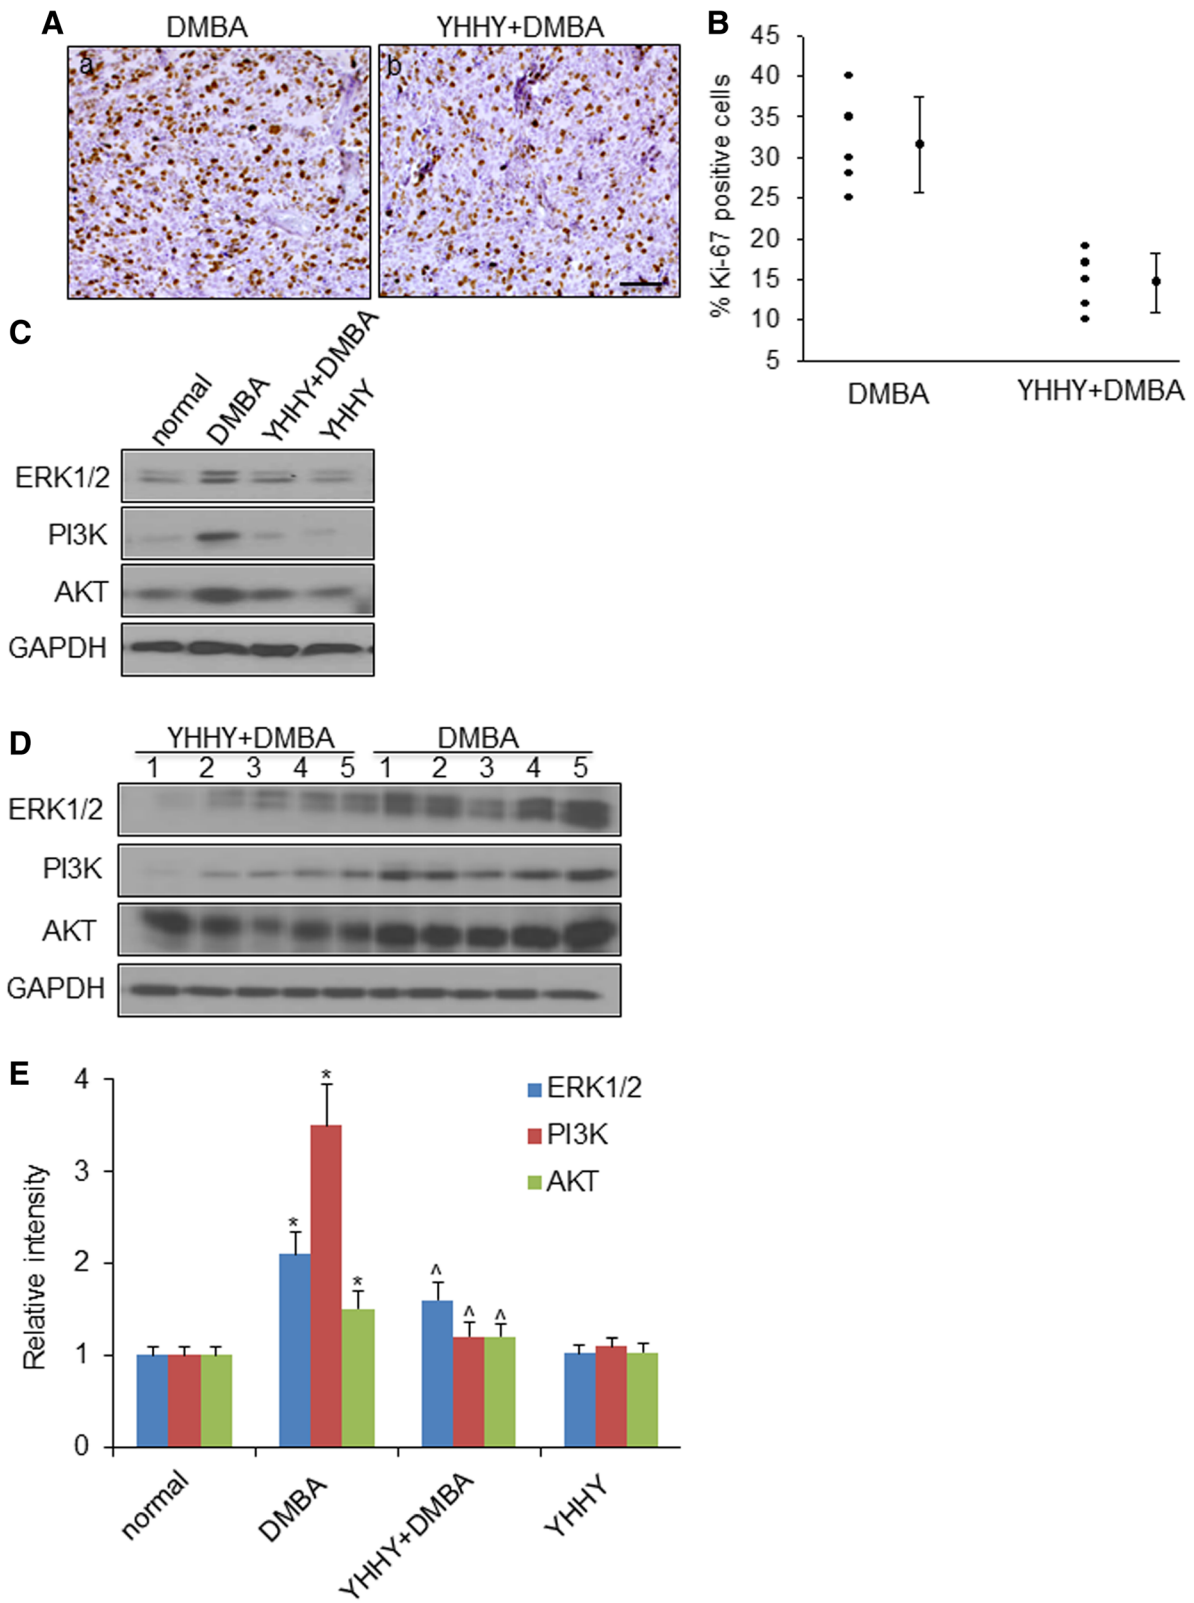 A
DMBA
YHHY+DMBA
a
b
B
45
40
35
30
25
20
15
10
5
% Ki-67 positive cells
DMBA
YHHY+DMBA
C
normal
DMBA
YHHY+DMBA
YHHY
ERK1/2
PI3K
AKT
GAPDH
D
YHHY+DMBA
DMBA
1 2 3 4 5 1 2 3 4 5
ERK1/2
PI3K
AKT
GAPDH
E
4
3
2
1
0
Relative intensity
*
*
*
^
^
^
ERK1/2
PI3K
AKT
normal
DMBA
YHHY+DMBA
YHHY